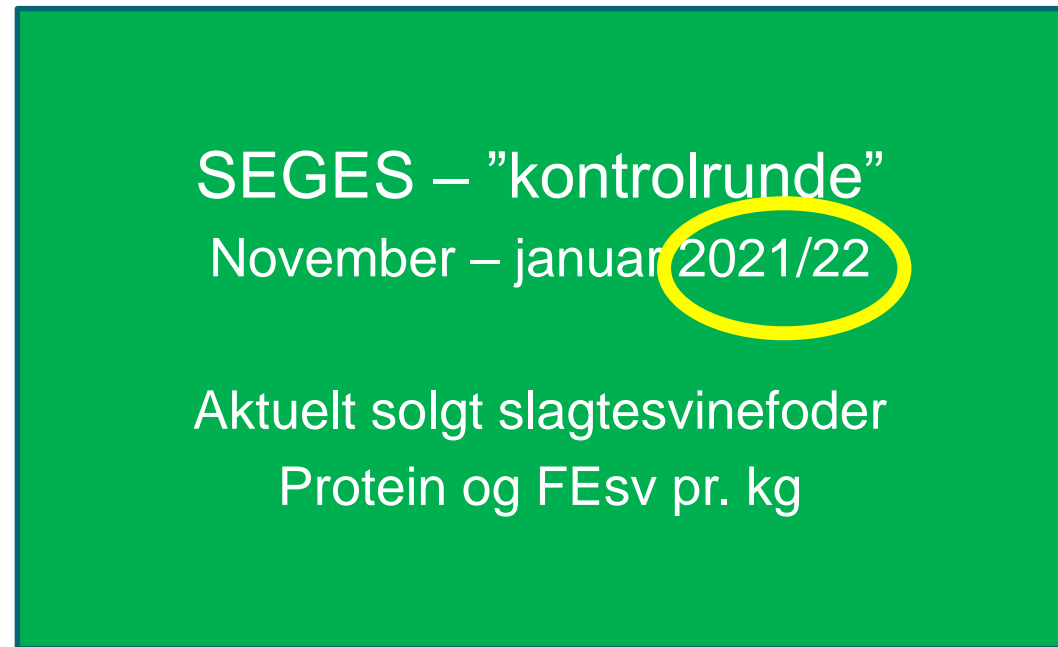 SEGES – ”kontrolrunde”
November – januar 2021/22
Aktuelt solgt slagtesvinefoder
Protein og FEsv pr. kg